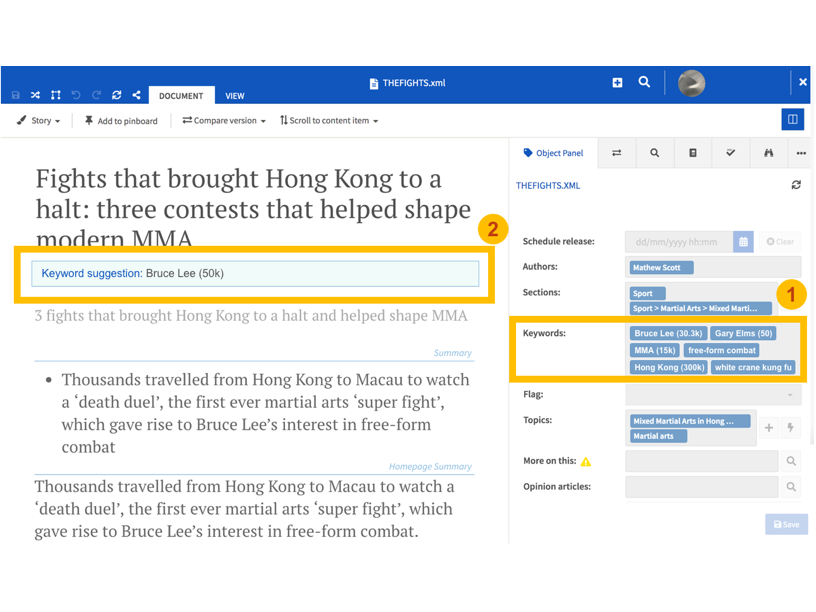 THEFIGHTS.xml
DOCUMENT
VIEW
Story
Add to pinboard
Compare version
Scroll to content item
Fights that brought Hong Kong to a
halt: three contests that helped shape
modern MMA
2
Keyword suggestion: Bruce Lee (50k)
3 fights that brought Hong Kong to a halt and helped shape MMA
Summary
Thousands travelled from Hong Kong to Macau to watch
a ‘death duel’, the first ever martial arts ‘super fight’,
which gave rise to Bruce Lee’s interest in free-form
combat
Homepage Summary
Thousands travelled from Hong Kong to Macau to watch a
‘death duel’, the first ever martial arts ‘super fight’, which
gave rise to Bruce Lee’s interest in free-form combat.
Object Panel
THEFIGHTS.XML
Schedule release: dd/mm/yyyy hh:mm Clear
Authors: Mathew Scott
Sections: Sport
Sport > Martial Arts > Mixed Marti...
1
Keywords: Bruce Lee (30.3k) Gary Elms (50)
MMA (15k) free-form combat
Hong Kong (300k) white crane kung fu
Flag:
Topics: Mixed Martial Arts in Hong ...
Martial arts
More on this:
Opinion articles:
Save